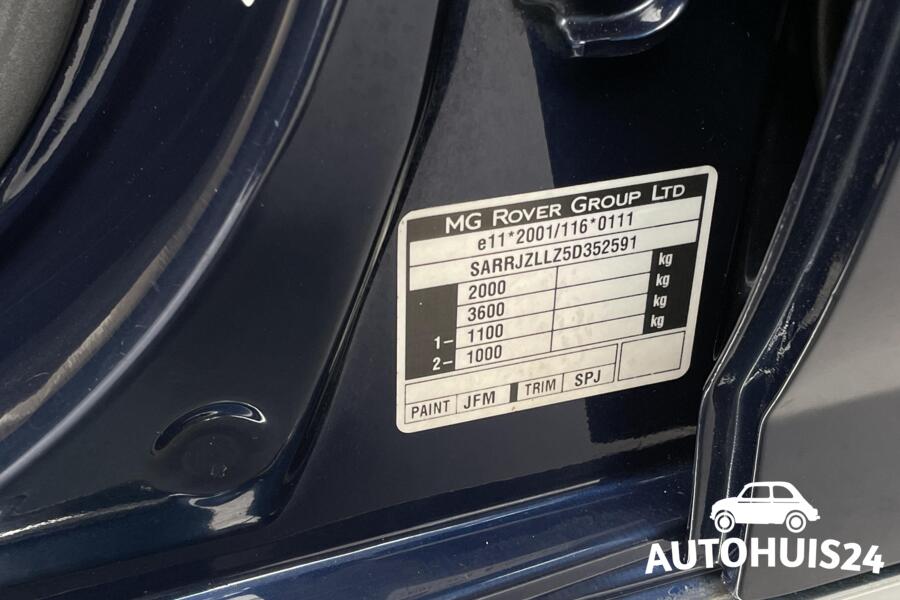 MG ROVER GROUP LTD
e11*2001/116*0111
SARRJZLLZ5D352591
2000 kg
3600 kg
1– 1100 kg
2– 1000 kg
PAINT JFM TRIM SPJ
AUTOHUIS24